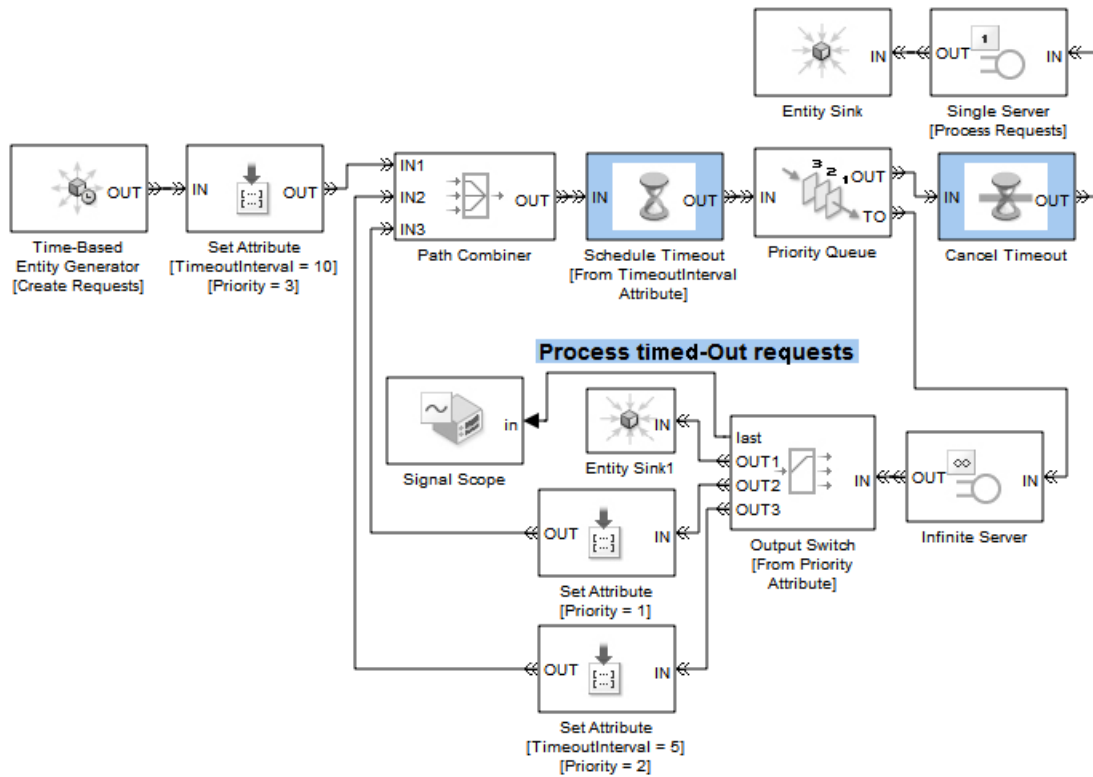 OUT
IN
Entity Sink
OUT
1
IN
Single Server
[Process Requests]
OUT
Time-Based
Entity Generator
[Create Requests]
IN
[...]
OUT
Set Attribute
[TimeoutInterval = 10]
[Priority = 3]
IN1
IN2
IN3
OUT
Path Combiner
IN
OUT
Schedule Timeout
[From TimeoutInterval
Attribute]
IN
3 2 1
OUT
TO
Priority Queue
IN
OUT
Cancel Timeout
Process timed-Out requests
in
Signal Scope
IN
Entity Sink1
last
OUT1
OUT2
OUT3
IN
Output Switch
[From Priority
Attribute]
OUT
∞
IN
Infinite Server
OUT
[...]
IN
Set Attribute
[Priority = 1]
OUT
[...]
IN
Set Attribute
[TimeoutInterval = 5]
[Priority = 2]